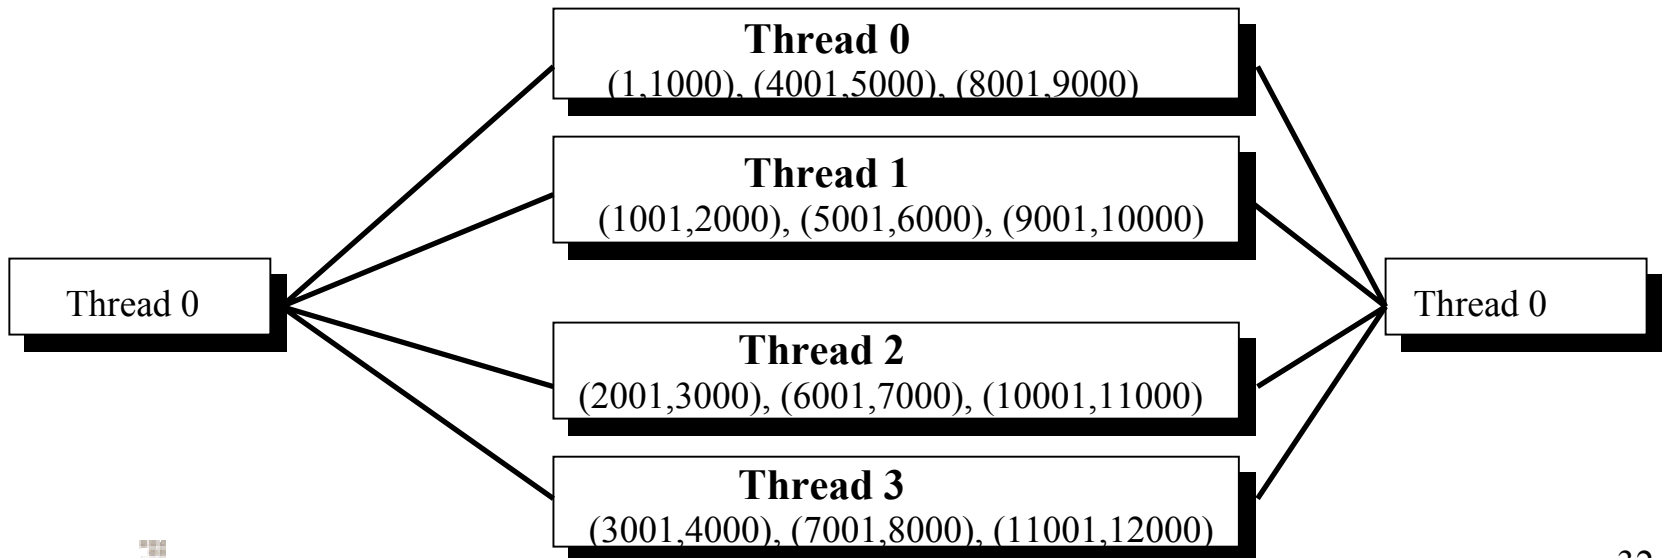 Thread 0
(1,1000), (4001,5000), (8001,9000)
Thread 1
(1001,2000), (5001,6000), (9001,10000)
Thread 0
Thread 0
Thread 2
(2001,3000), (6001,7000), (10001,11000)
Thread 3
(3001,4000), (7001,8000), (11001,12000)
32